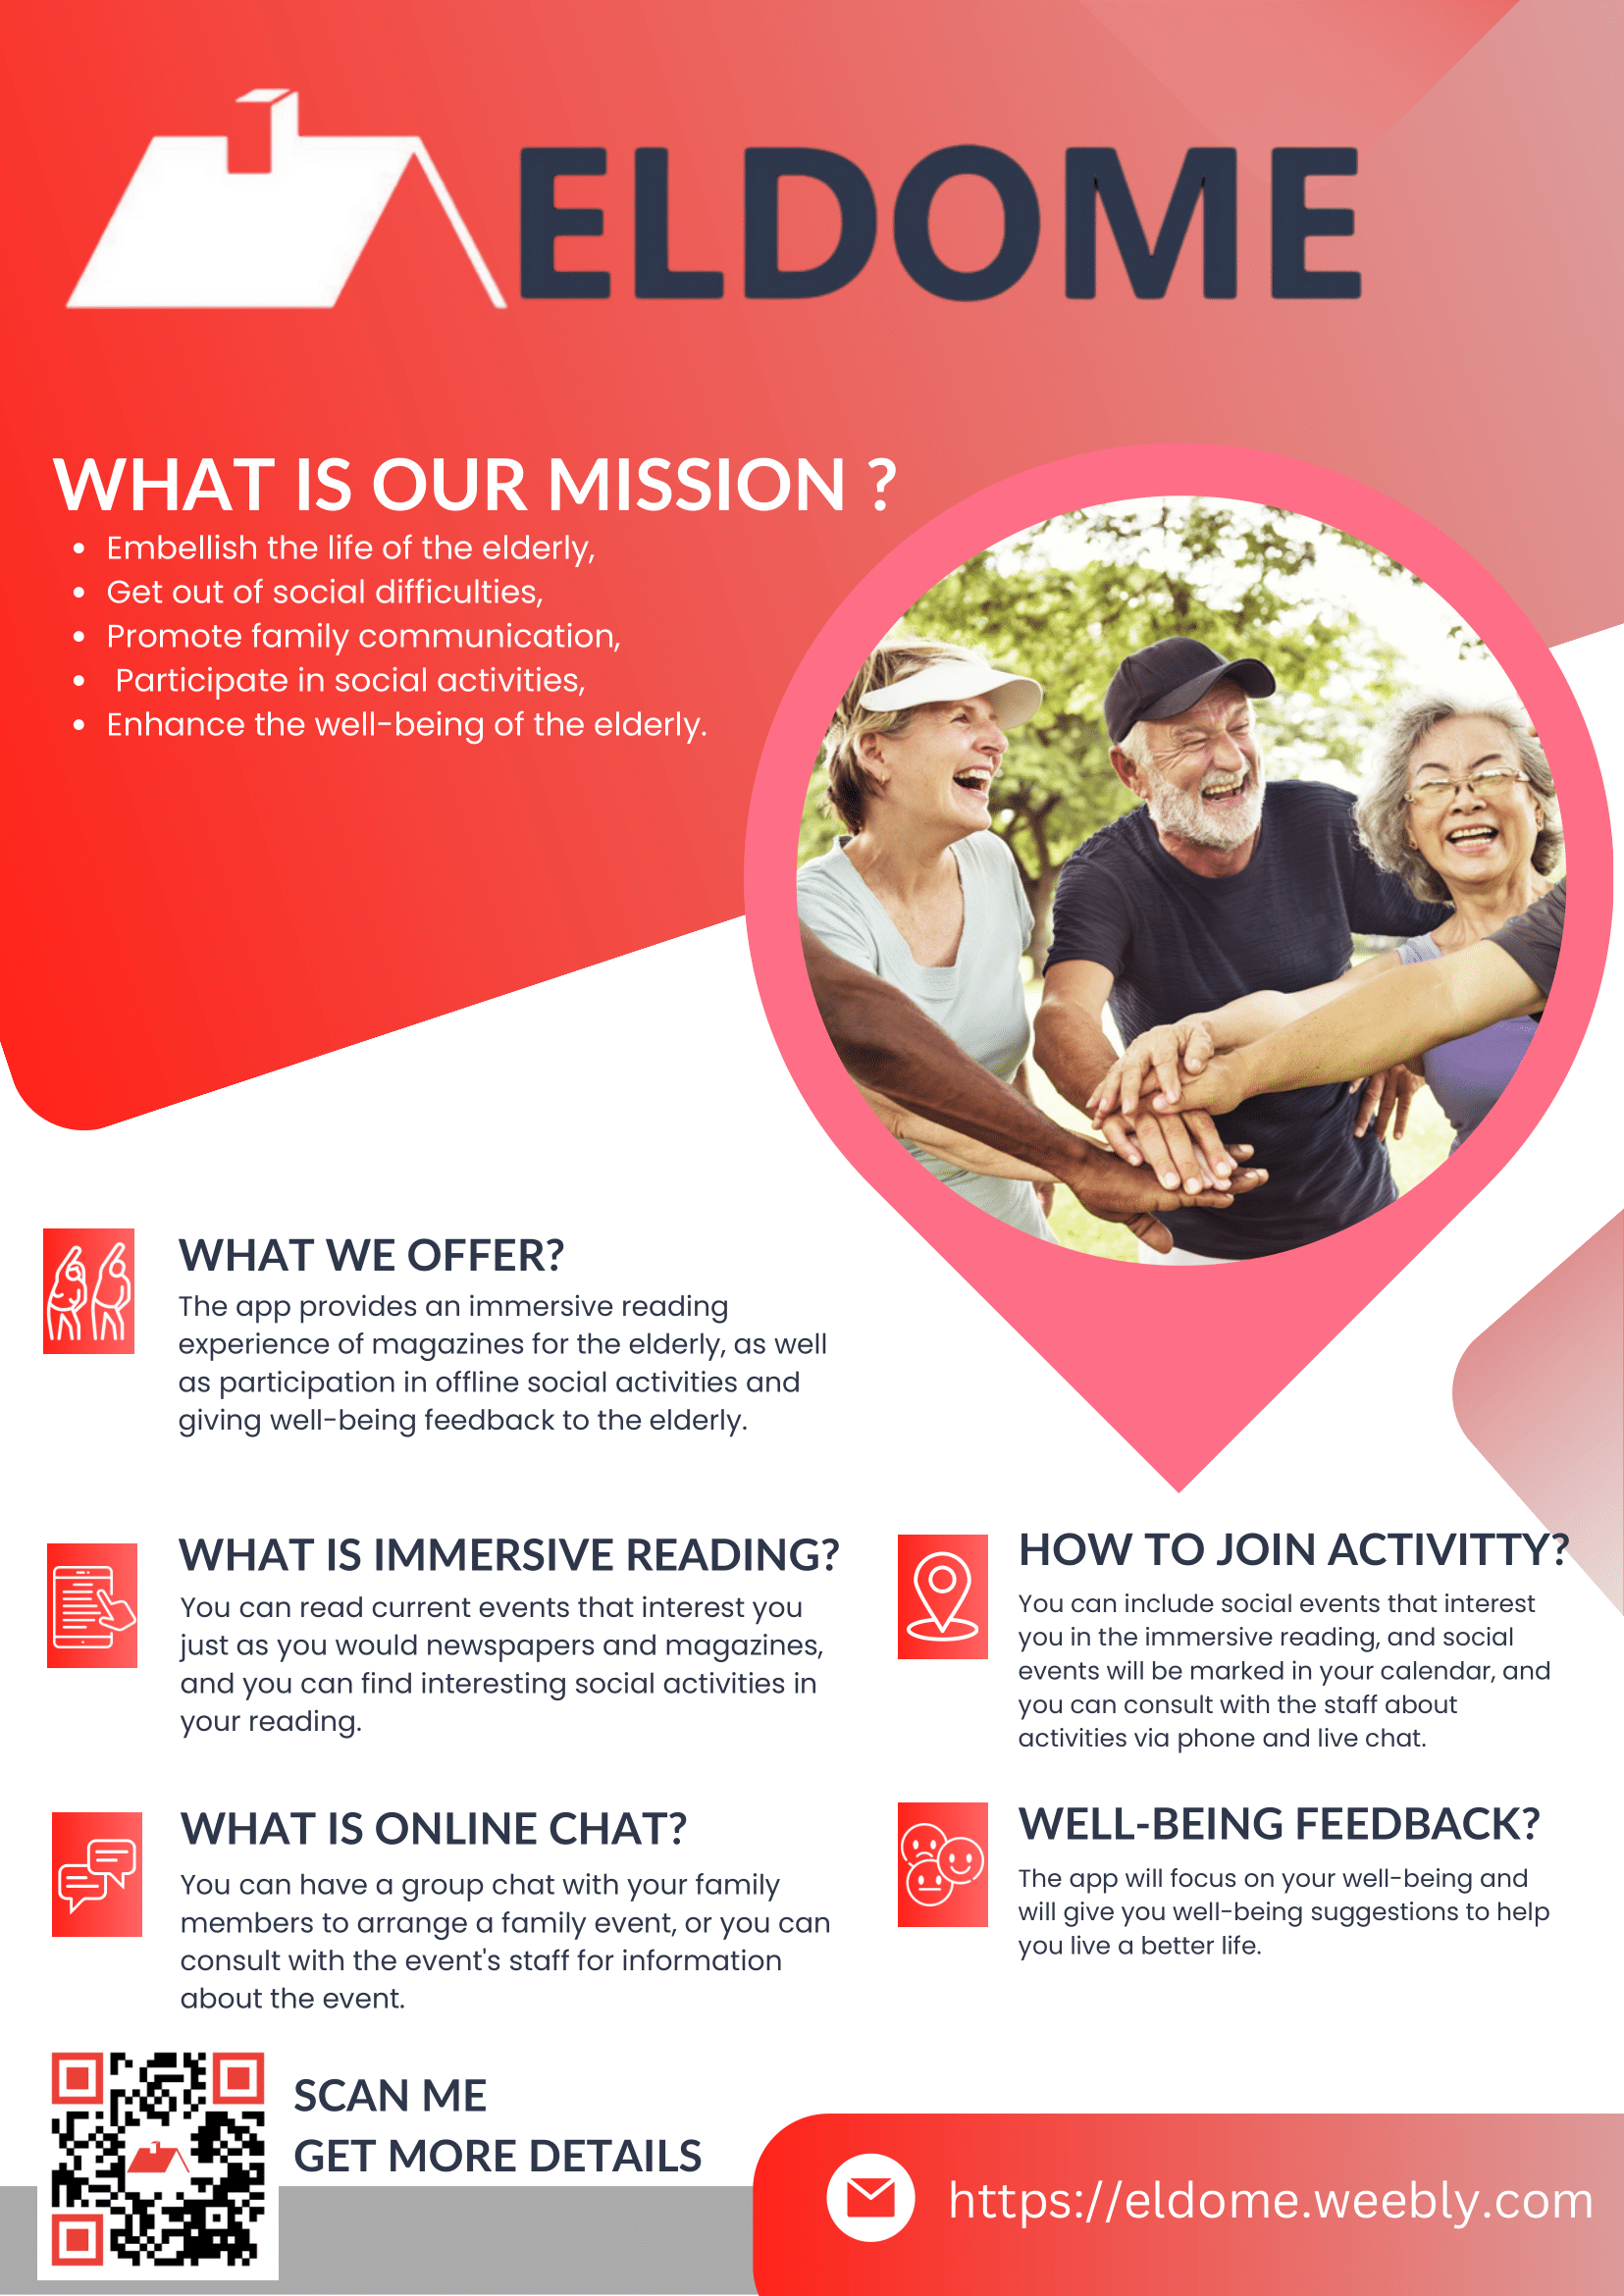 ELDOME
WHAT IS OUR MISSION ?
• Embellish the life of the elderly,
• Get out of social difficulties,
• Promote family communication,
• Participate in social activities,
• Enhance the well-being of the elderly.
WHAT WE OFFER?
The app provides an immersive reading
experience of magazines for the elderly, as well
as participation in offline social activities and
giving well-being feedback to the elderly.
WHAT IS IMMERSIVE READING?
You can read current events that interest you
just as you would newspapers and magazines,
and you can find interesting social activities in
your reading.
HOW TO JOIN ACTIVITTY?
You can include social events that interest
you in the immersive reading, and social
events will be marked in your calendar, and
you can consult with the staff about
activities via phone and live chat.
WHAT IS ONLINE CHAT?
You can have a group chat with your family
members to arrange a family event, or you can
consult with the event's staff for information
about the event.
WELL-BEING FEEDBACK?
The app will focus on your well-being and
will give you well-being suggestions to help
you live a better life.
SCAN ME
GET MORE DETAILS
https://eldome.weebly.com